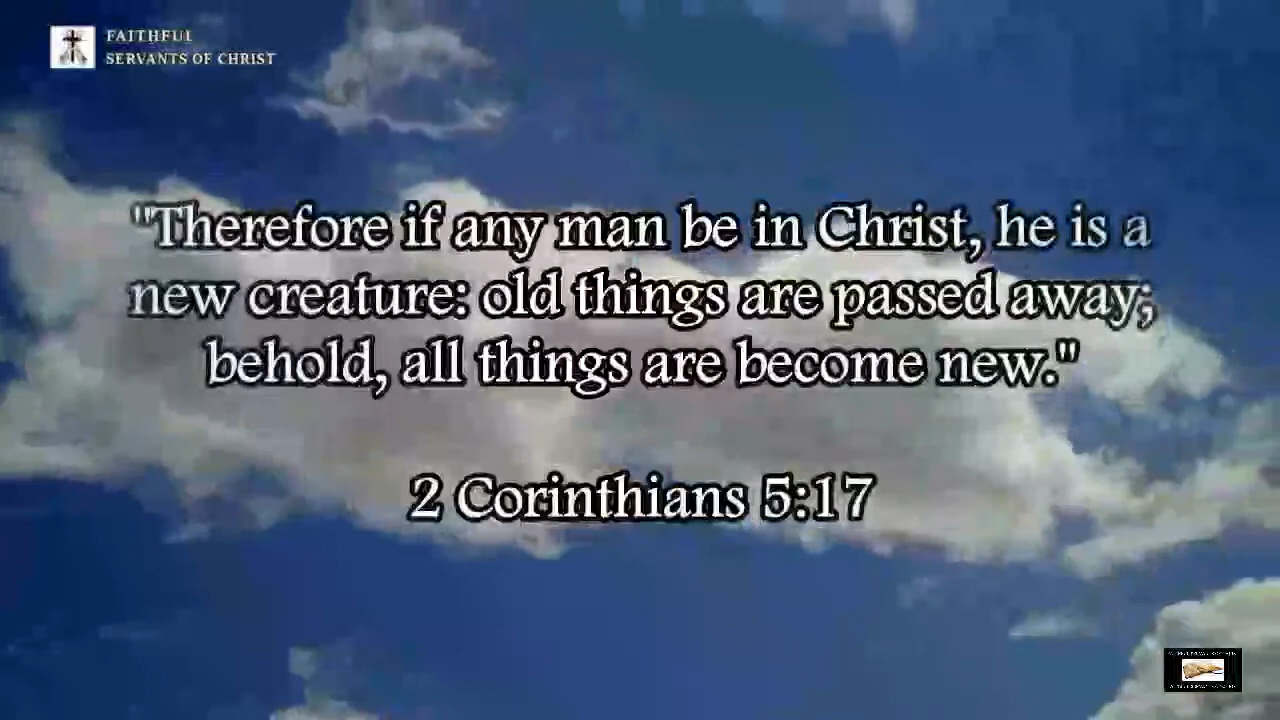 FAITHFUL
SERVANTS OF CHRIST
"Therefore if any man be in Christ, he is a
new creature: old things are passed away;
behold, all things are become new."
2 Corinthians 5:17